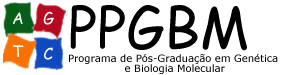 A G
T C
PPGBM
Programa de Pós-Graduação em Genética
e Biologia Molecular